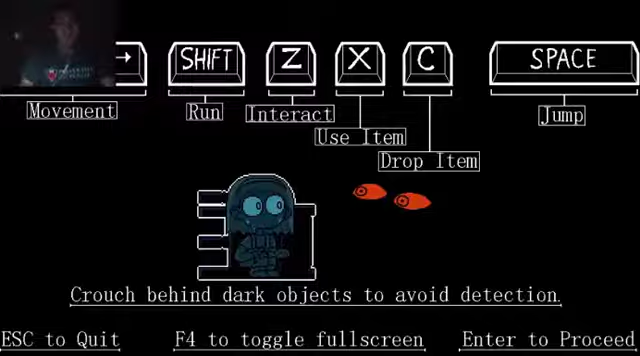 → SHIFT Z X C SPACE
Movement Run Interact Jump
Use Item
Drop Item
Crouch behind dark objects to avoid detection.
ESC to Quit F4 to toggle fullscreen Enter to Proceed